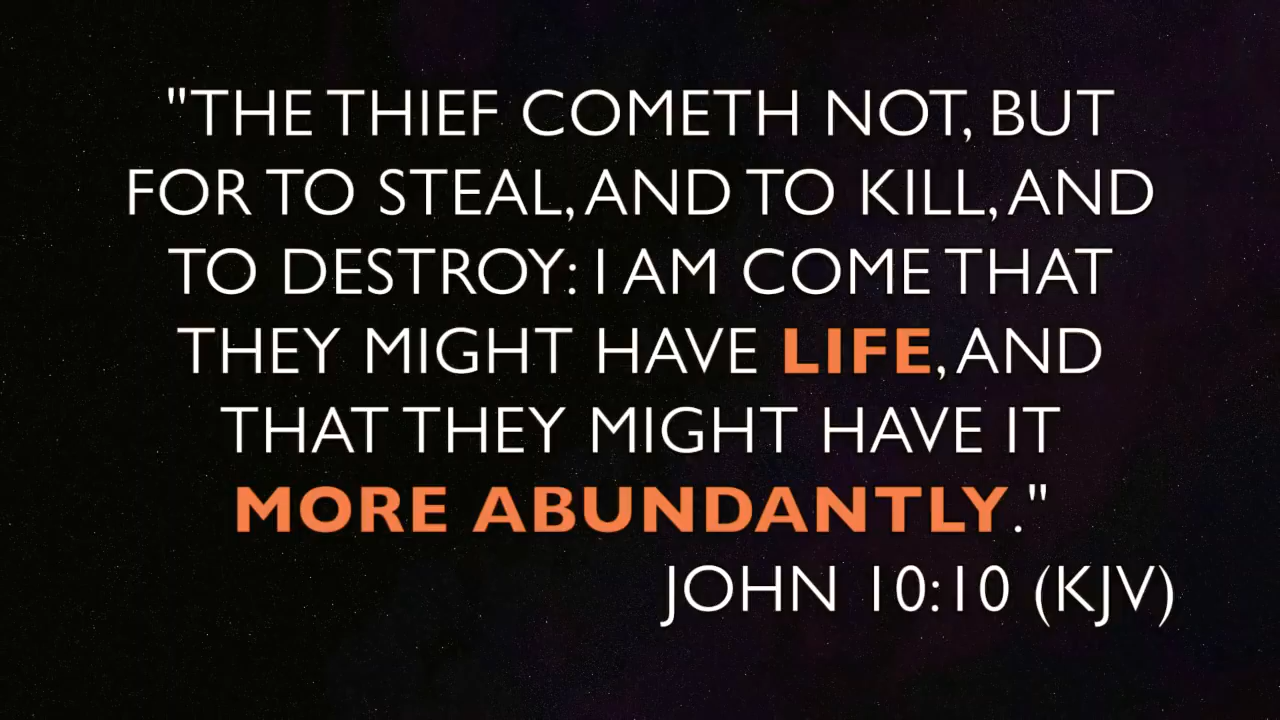 "THE THIEF COMETH NOT, BUT
FOR TO STEAL, AND TO KILL, AND
TO DESTROY: I AM COME THAT
THEY MIGHT HAVE LIFE, AND
THAT THEY MIGHT HAVE IT
MORE ABUNDANTLY."
JOHN 10:10 (KJV)